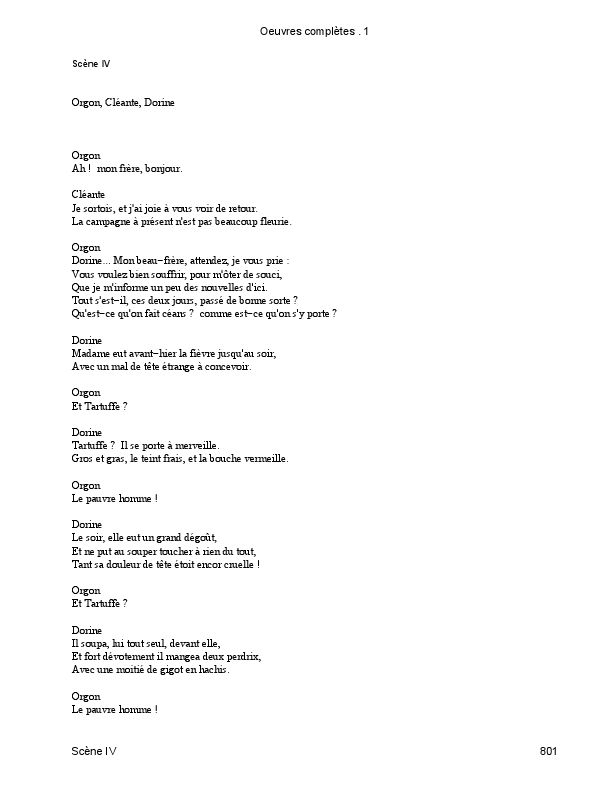 Oeuvres complètes . 1
Scène IV
Orgon, Cléante, Dorine
Orgon
Ah !  mon frère, bonjour.
Cléante
Je sortois, et j'ai joie à vous voir de retour.
La campagne à présent n'est pas beaucoup fleurie.
Orgon
Dorine... Mon beau−frère, attendez, je vous prie :
Vous voulez bien souffrir, pour m'ôter de souci,
Que je m'informe un peu des nouvelles d'ici.
Tout s'est−il, ces deux jours, passé de bonne sorte ?
Qu'est−ce qu'on fait céans ?  comme est−ce qu'on s'y porte ?
Dorine
Madame eut avant−hier la fièvre jusqu'au soir,
Avec un mal de tête étrange à concevoir.
Orgon
Et Tartuffe ?
Dorine
Tartuffe ?  Il se porte à merveille.
Gros et gras, le teint frais, et la bouche vermeille.
Orgon
Le pauvre homme !
Dorine
Le soir, elle eut un grand dégoût,
Et ne put au souper toucher à rien du tout,
Tant sa douleur de tête étoit encor cruelle !
Orgon
Et Tartuffe ?
Dorine
Il soupa, lui tout seul, devant elle,
Et fort dévotement il mangea deux perdrix,
Avec une moitié de gigot en hachis.
Orgon
Le pauvre homme !
Scène IV 801